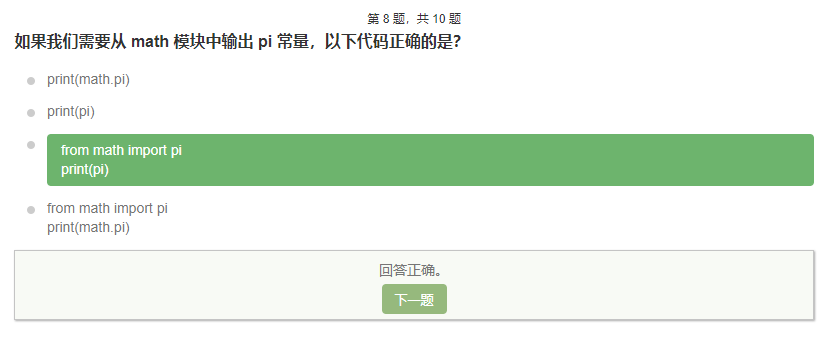 第 8 题，共 10 题
如果我们需要从 math 模块中输出 pi 常量，以下代码正确的是？
print(math.pi)
print(pi)
from math import pi
print(pi)
from math import pi
print(math.pi)
回答正确。
下一题